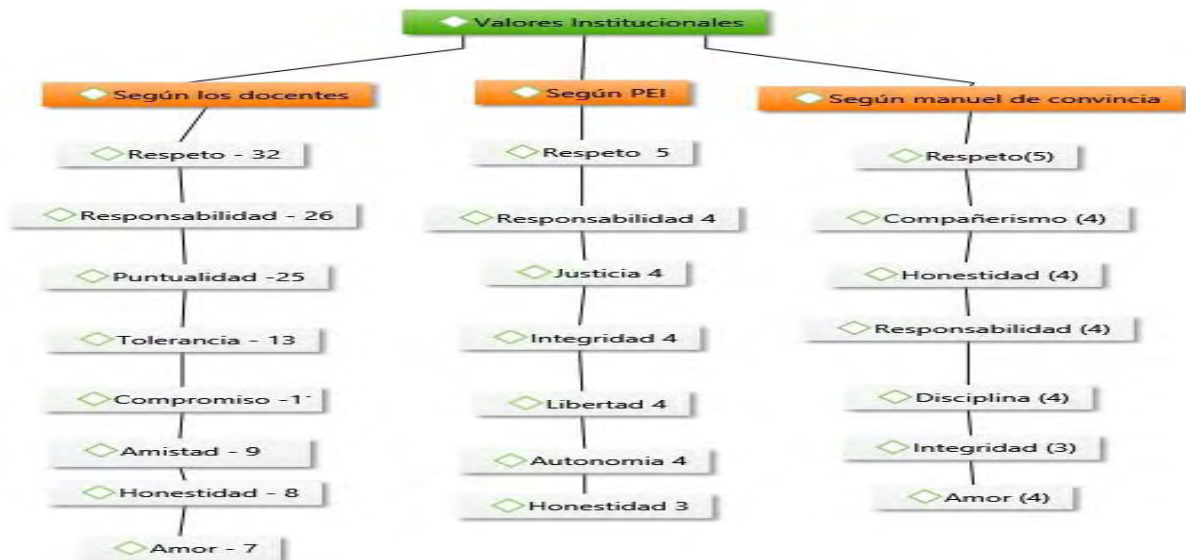 Valores Institucionales
Según los docentes
Respeto - 32
Responsabilidad - 26
Puntualidad -25
Tolerancia - 13
Compromiso
Amistad - 9
Honestidad - 8
Amor - 7
Según PEI
Respeto 5
Responsabilidad 4
Justicia 4
Integridad 4
Libertad 4
Autonomia 4
Honestidad 3
Según manuel de convincia
Respeto(5)
Compañerismo (4)
Honestidad (4)
Responsabilidad (4)
Disciplina (4)
Integridad (3)
Amor (4)